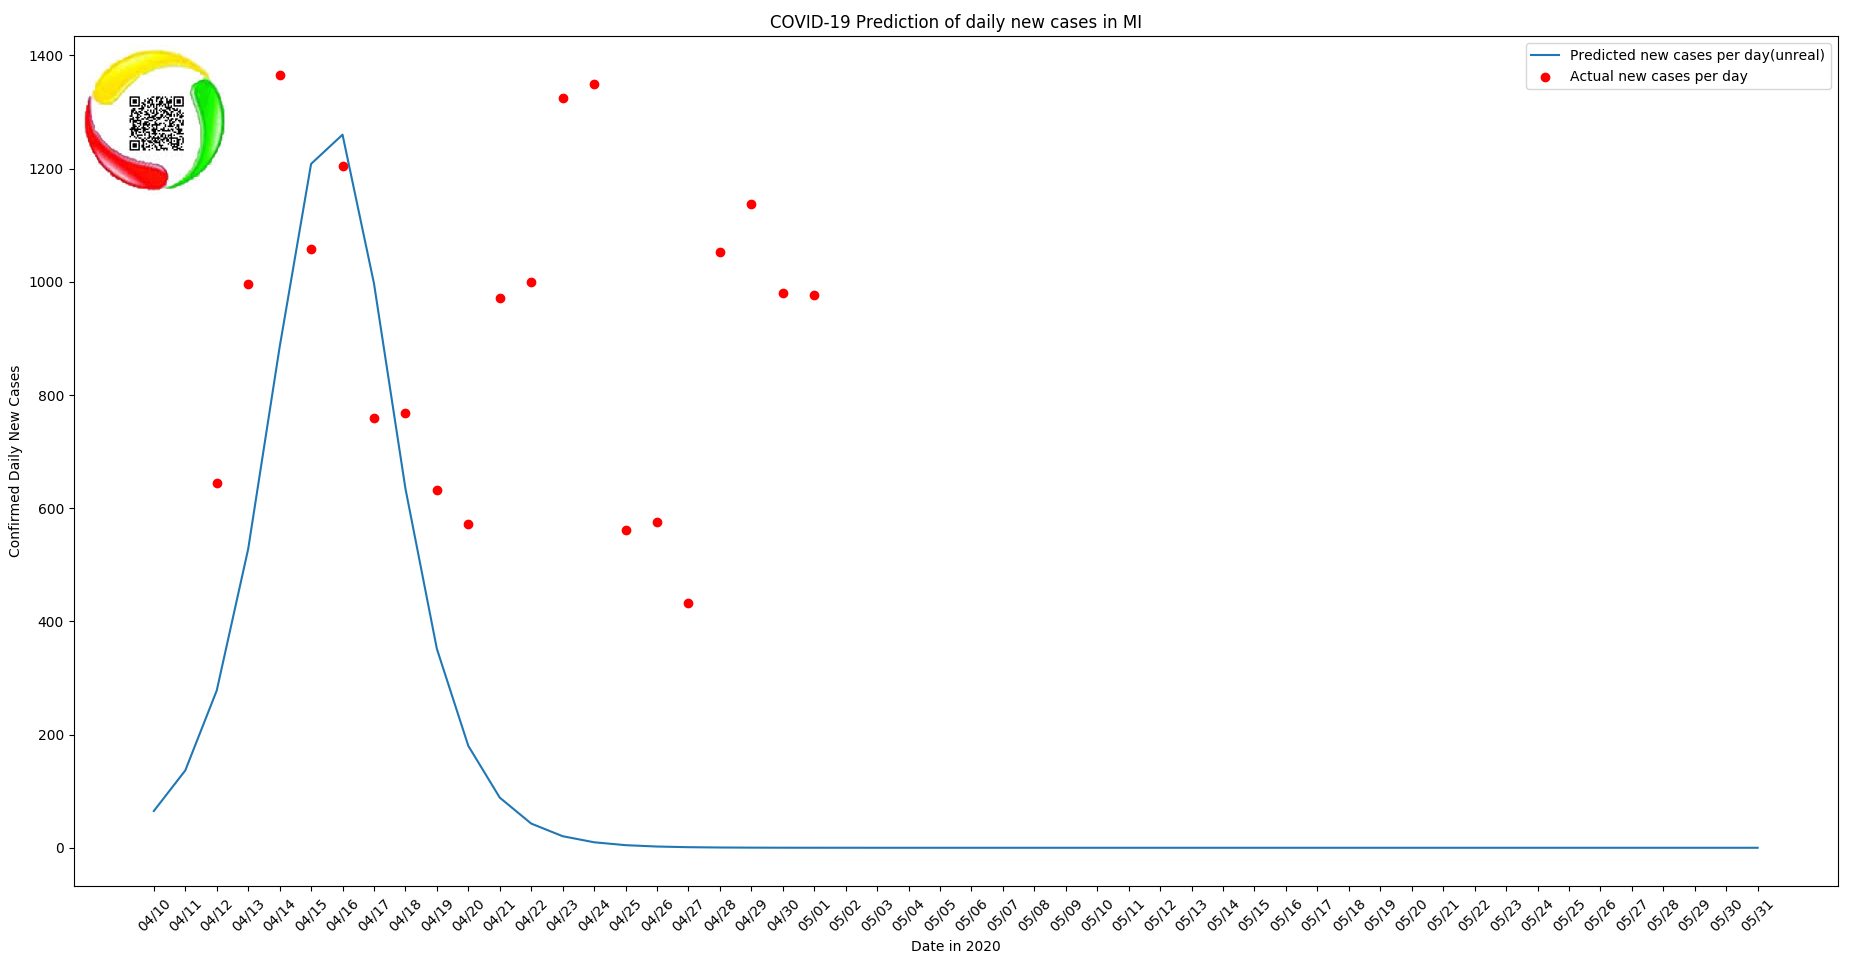 COVID-19 Prediction of daily new cases in MI
Predicted new cases per day(unreal)
Actual new cases per day
Confirmed Daily New Cases
1400
1200
1000
800
600
400
200
0
04/10 04/11 04/12 04/13 04/14 04/15 04/16 04/17 04/18 04/19 04/20 04/21 04/22 04/23 04/24 04/25 04/26 04/27 04/28 04/29 04/30 05/01 05/02 05/03 05/04 05/05 05/06 05/07 05/08 05/09 05/10 05/11 05/12 05/13 05/14 05/15 05/16 05/17 05/18 05/19 05/20 05/21 05/22 05/23 05/24 05/25 05/26 05/27 05/28 05/29 05/30 05/31
Date in 2020